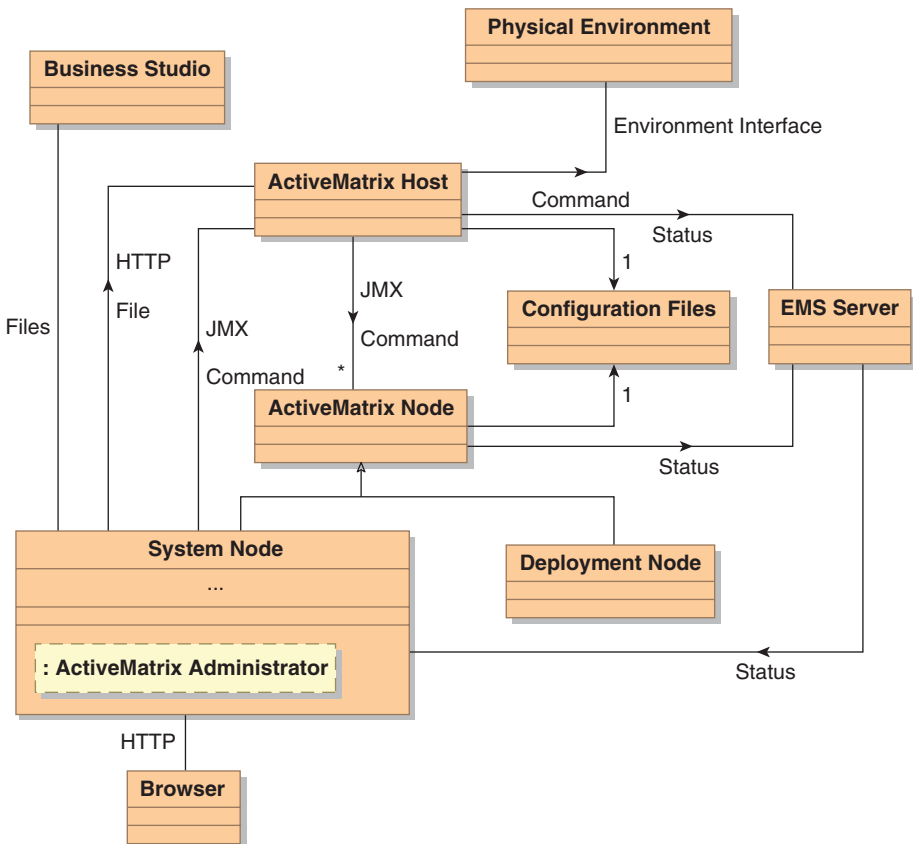 Physical Environment
Business Studio
Environment Interface
ActiveMatrix Host
Command
Status
HTTP
File
JMX
Command
1
JMX
Command
*
Files
Configuration Files
EMS Server
ActiveMatrix Node
1
Status
System Node
...
Deployment Node
: ActiveMatrix Administrator
Status
HTTP
Browser